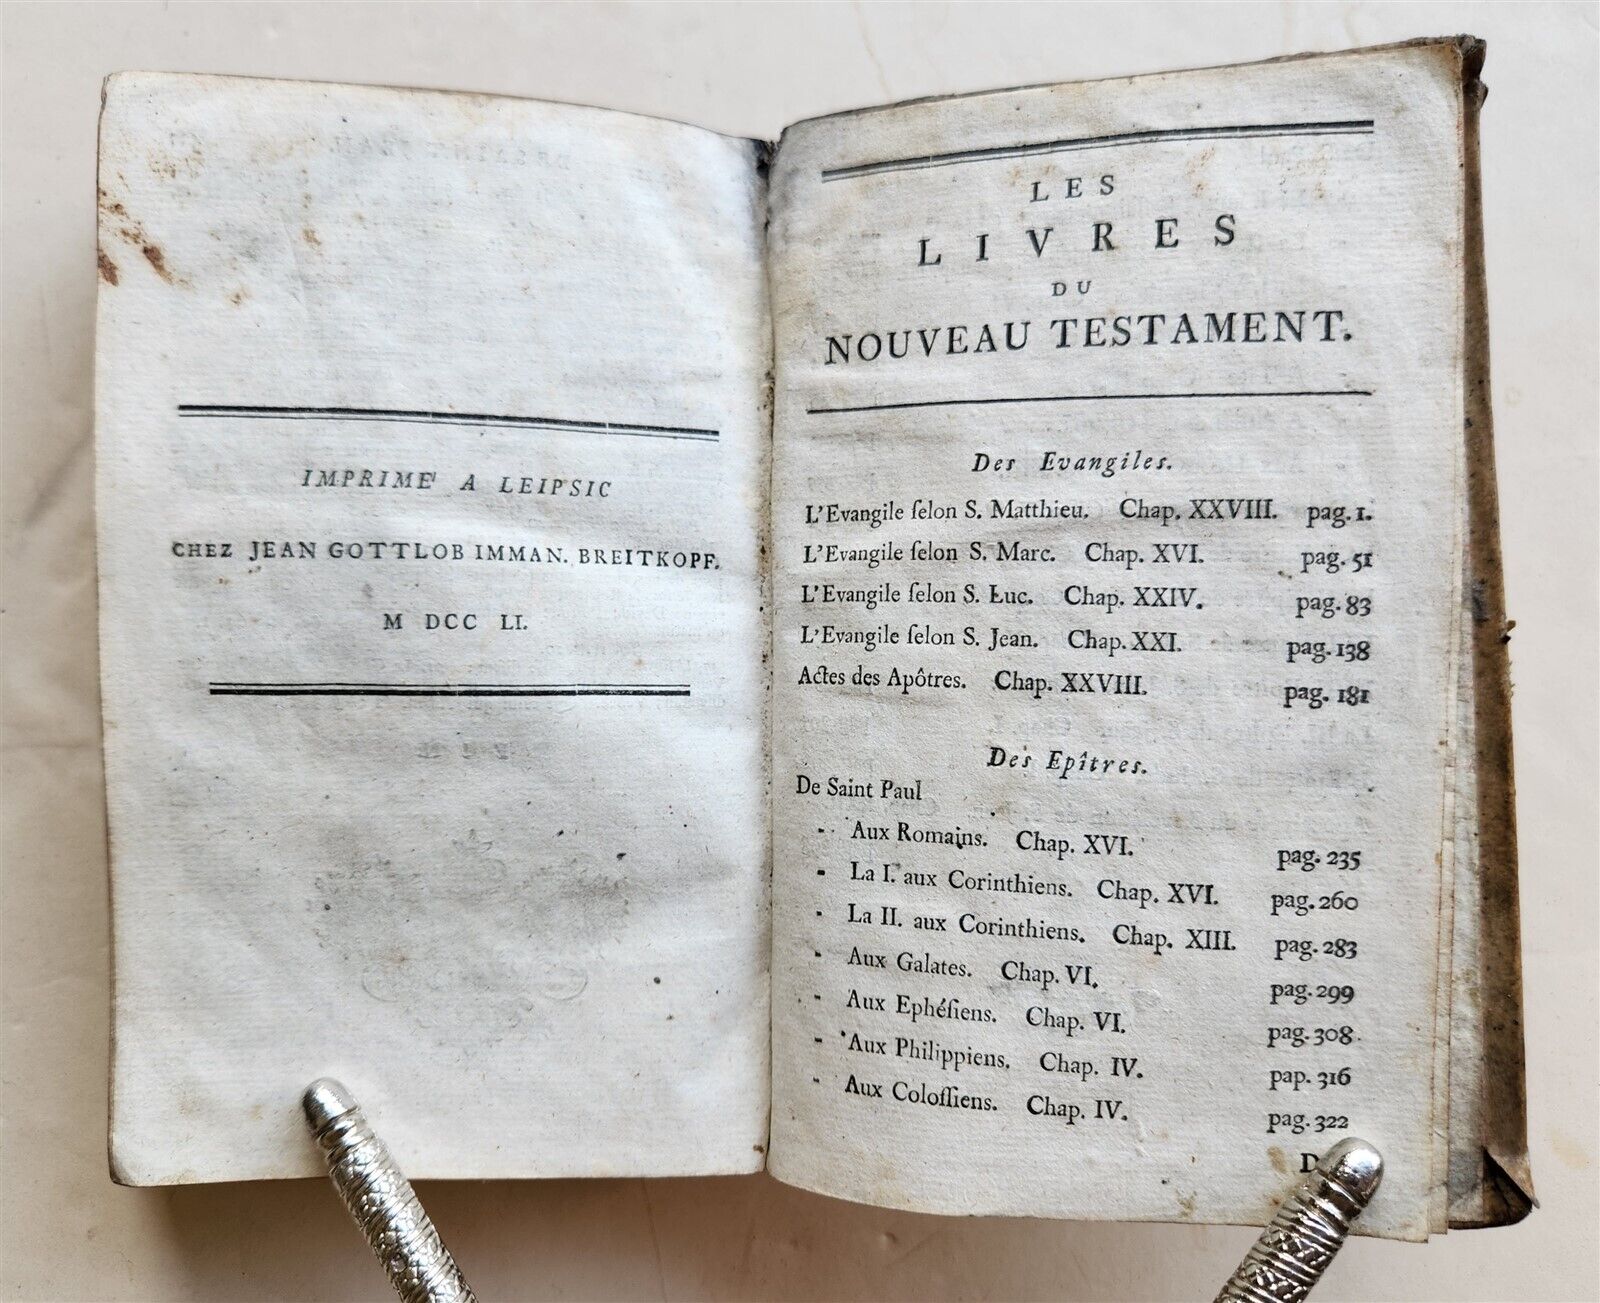 IMPRIME' A LEIPSIC
CHEZ JEAN GOTTLOB IMMAN. BREITKOPF.
M DCC LI.
LES
LIVRES
DU
NOUVEAU TESTAMENT.
Des Evangiles.
L'Evangile ſelon S. Matthieu. Chap. XXVIII. pag. 1.
L'Evangile ſelon S. Marc. Chap. XVI. pag. 51
L'Evangile ſelon S. Luc. Chap. XXIV. pag. 83
L'Evangile ſelon S. Jean. Chap. XXI. pag. 138
Actes des Apôtres. Chap. XXVIII. pag. 181
Des Epîtres.
De Saint Paul
- Aux Romains. Chap. XVI. pag. 235
- La I. aux Corinthiens. Chap. XVI. pag. 260
- La II. aux Corinthiens. Chap. XIII. pag. 283
- Aux Galates. Chap. VI. pag. 299
- Aux Ephéſiens. Chap. VI. pag. 308
- Aux Philippiens. Chap. IV. pap. 316
- Aux Coloſſiens. Chap. IV. pag. 322